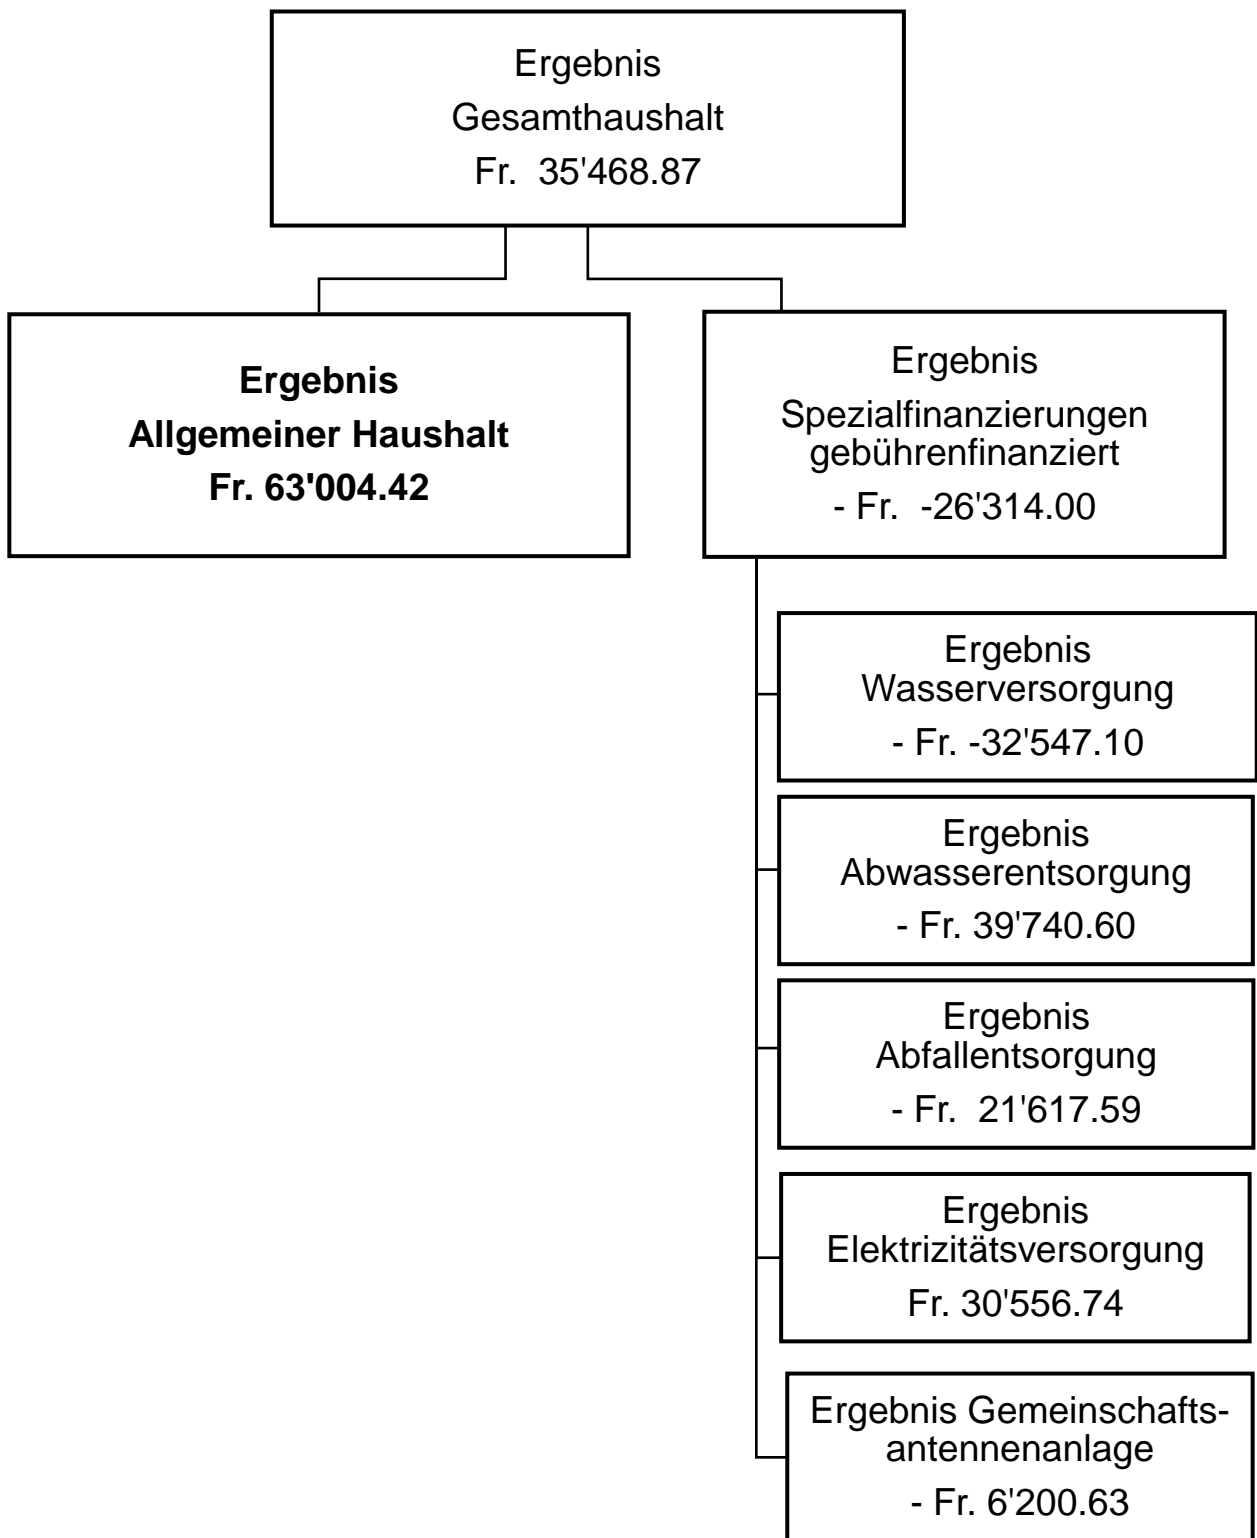 Ergebnis
Gesamthaushalt
Fr. 35'468.87
Ergebnis
Allgemeiner Haushalt
Fr. 63'004.42
Ergebnis
Spezialfinanzierungen
gebührenfinanziert
- Fr. -26'314.00
Ergebnis
Wasserversorgung
- Fr. -32'547.10
Ergebnis
Abwasserentsorgung
- Fr. 39'740.60
Ergebnis
Abfallentsorgung
- Fr. 21'617.59
Ergebnis
Elektrizitätsversorgung
Fr. 30'556.74
Ergebnis Gemeinschafts-
antennenanlage
- Fr. 6'200.63